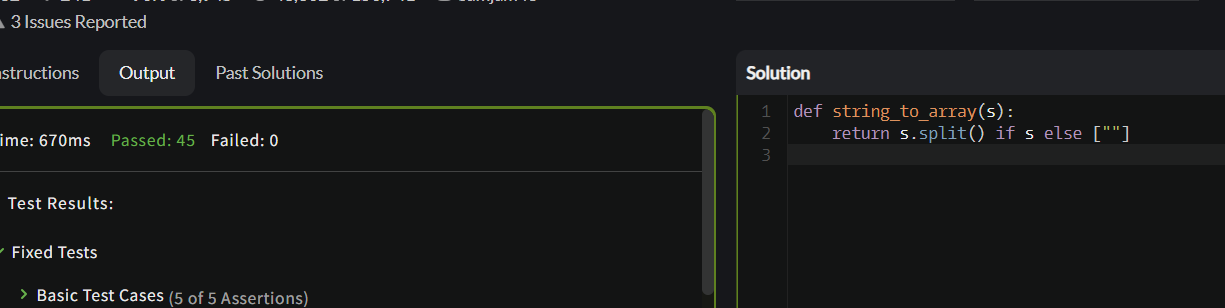 3 Issues Reported
nstructions
Output
Past Solutions
ime: 670ms Passed: 45 Failed: 0
Test Results:
Fixed Tests
Basic Test Cases (5 of 5 Assertions)
Solution
1 def string_to_array(s):
2     return s.split() if s else [""]
3